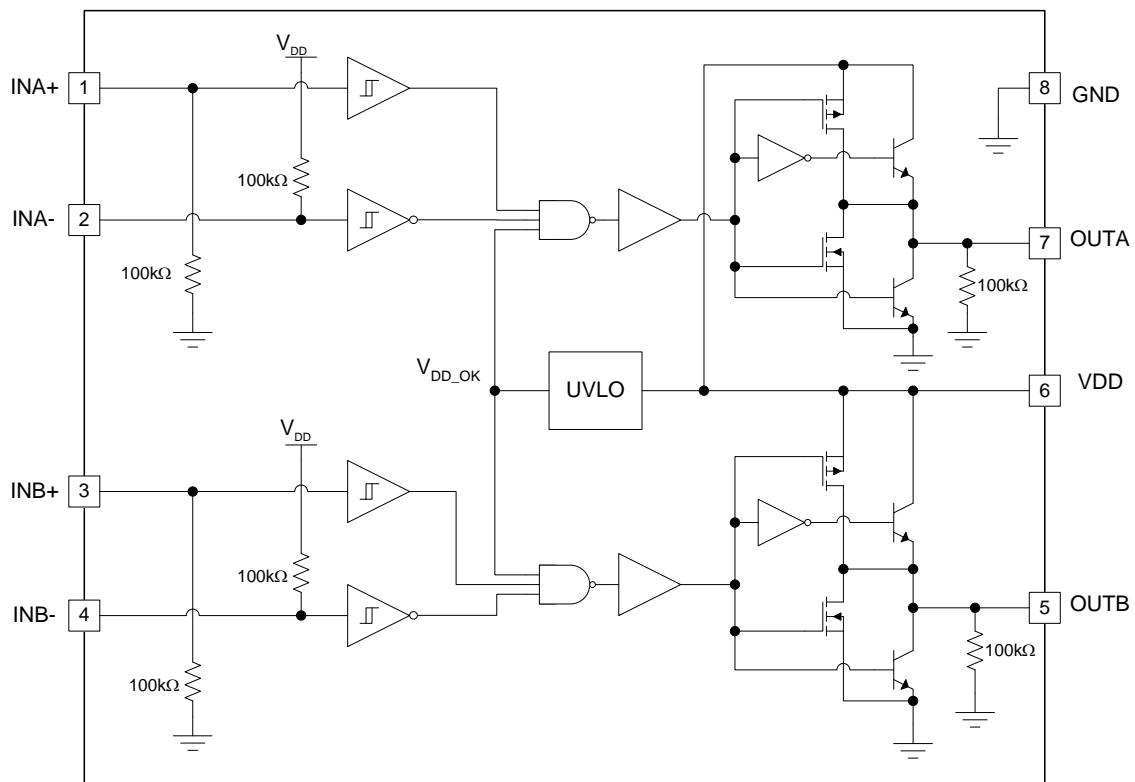 V_DD
INA+ 1
8 GND
100kΩ
INA- 2
7 OUTA
100kΩ
100kΩ
V_DD_OK
UVLO
6 VDD
V_DD
INB+ 3
100kΩ
INB- 4
5 OUTB
100kΩ
100kΩ